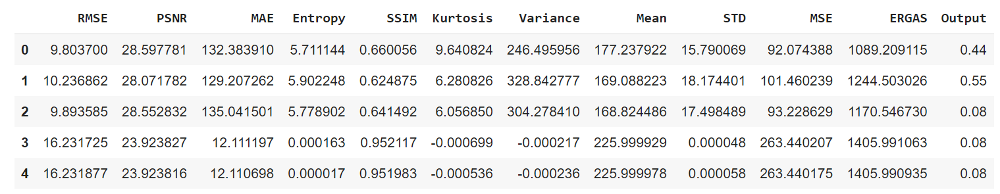 RMSE PSNR MAE Entropy SSIM Kurtosis Variance Mean STD MSE ERGAS Output
0 9.803700 28.597781 132.383910 5.711144 0.660056 9.640824 246.495956 177.237922 15.790069 92.074388 1089.209115 0.44
1 10.236862 28.071782 129.207262 5.902248 0.624875 6.280826 328.842777 169.088223 18.174401 101.460239 1244.503026 0.55
2 9.893585 28.552832 135.041501 5.778902 0.641492 6.056850 304.278410 168.824486 17.498489 93.228629 1170.546730 0.08
3 16.231725 23.923827 12.111197 0.000163 0.952117 -0.000699 -0.000217 225.999929 0.000048 263.440207 1405.991063 0.08
4 16.231877 23.923816 12.110698 0.000017 0.951983 -0.000536 -0.000236 225.999978 0.000058 263.440175 1405.990935 0.08